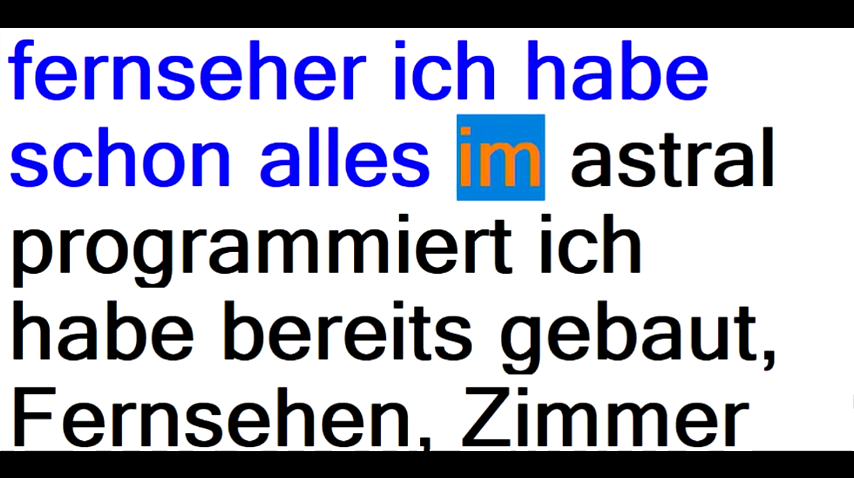 fernseher ich habe
schon alles im astral
programmiert ich
habe bereits gebaut,
Fernsehen, Zimmer